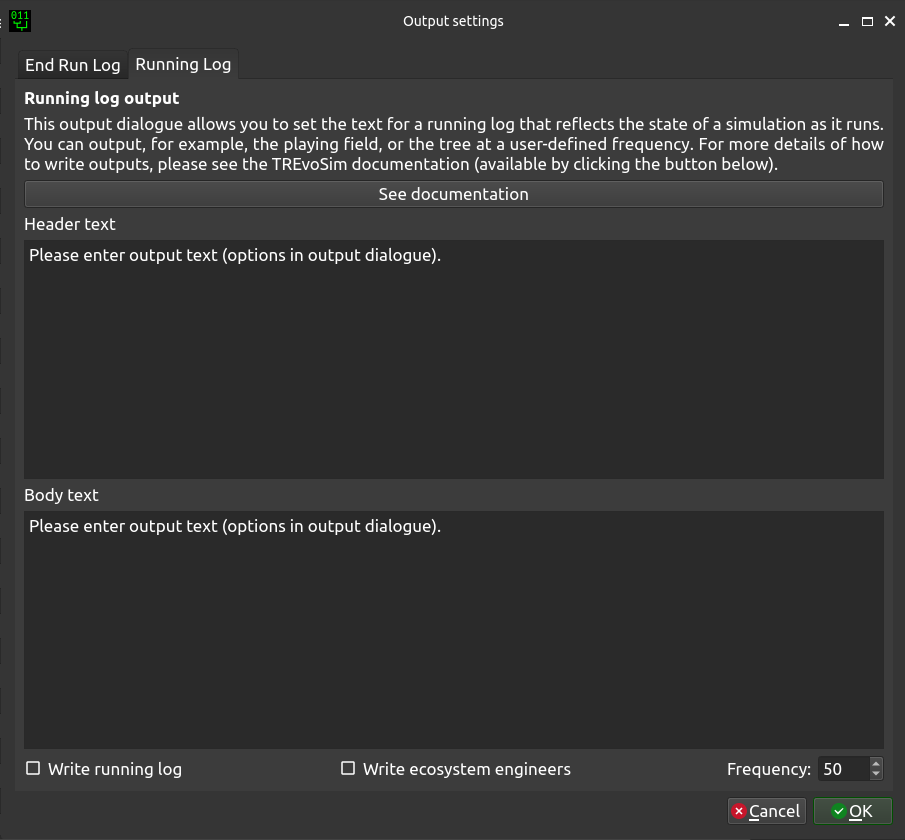 011
Output settings
End Run Log
Running Log
Running log output
This output dialogue allows you to set the text for a running log that reflects the state of a simulation as it runs.
You can output, for example, the playing field, or the tree at a user-defined frequency. For more details of how
to write outputs, please see the TREvoSim documentation (available by clicking the button below).
See documentation
Header text
Please enter output text (options in output dialogue).
Body text
Please enter output text (options in output dialogue).
Write running log
Write ecosystem engineers
Frequency: 50
Cancel
OK